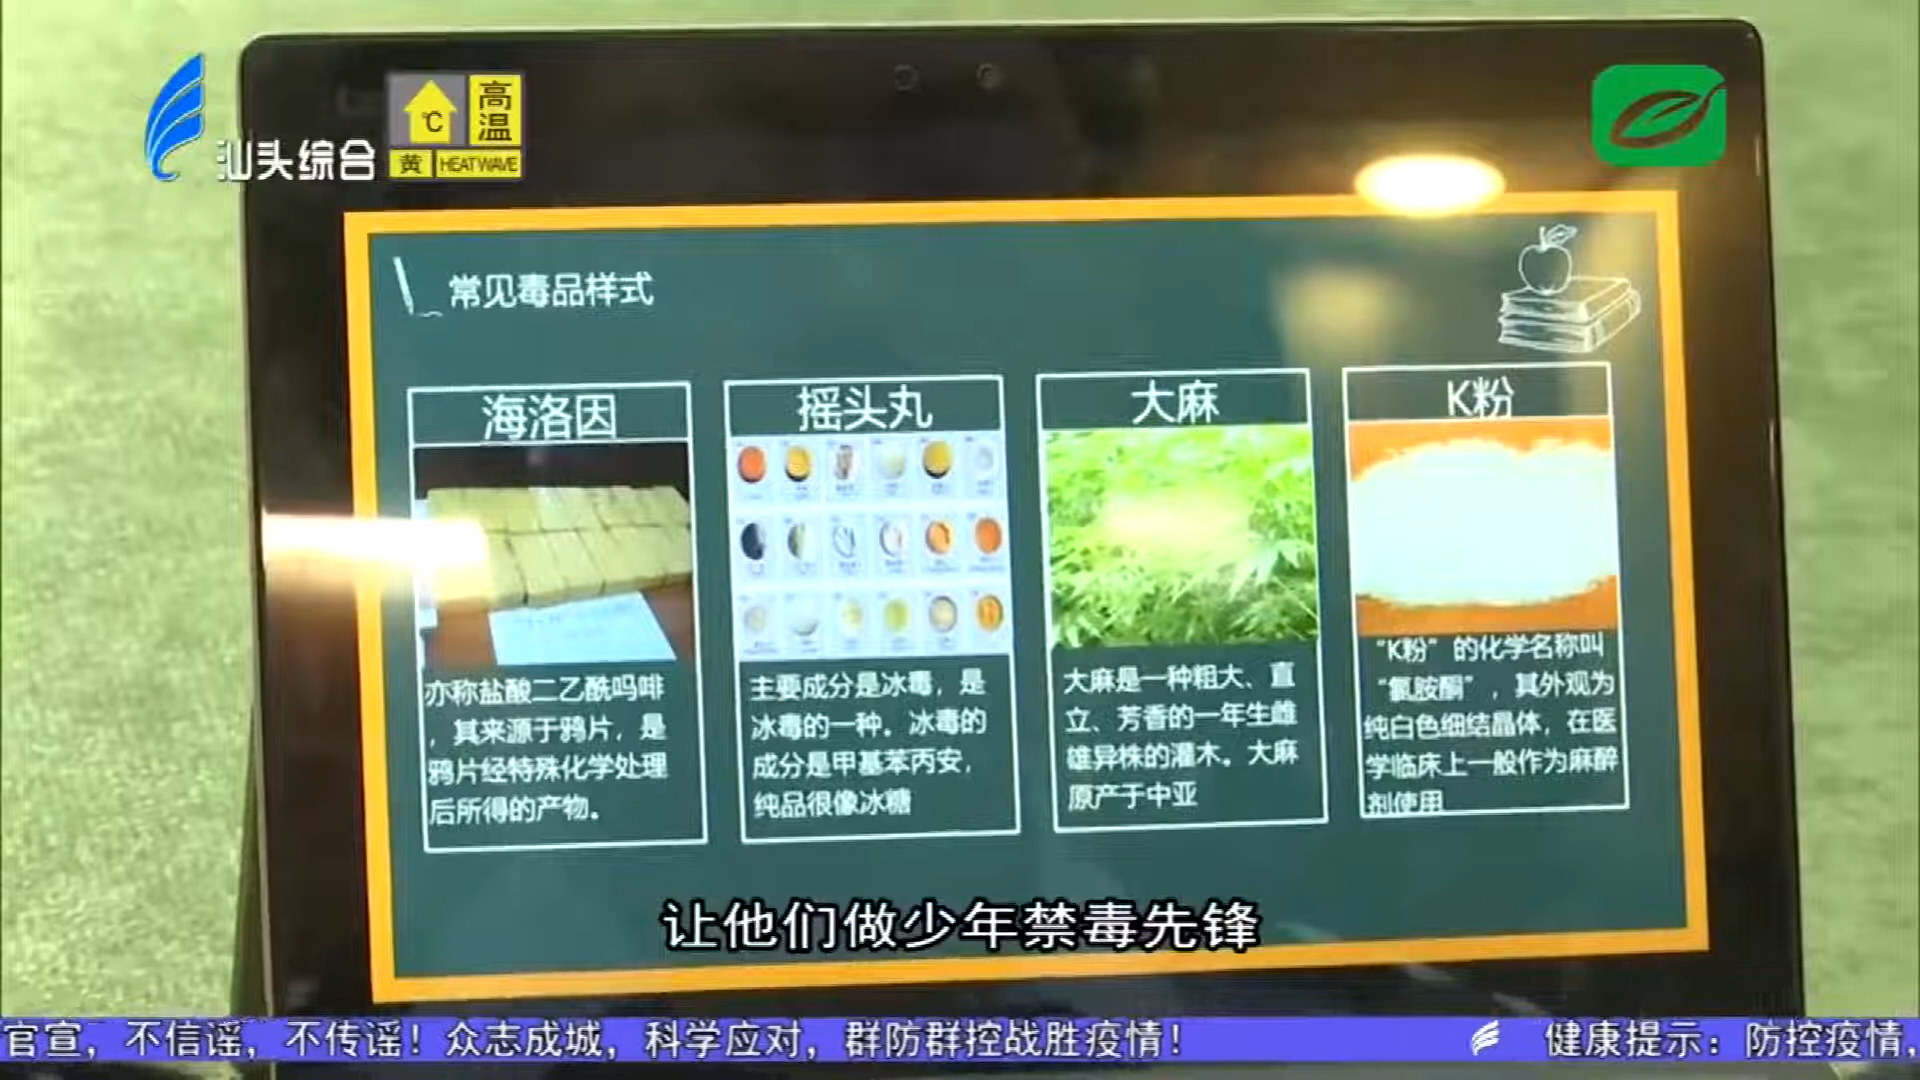 汕头综合
℃
高温
黄
HEAT WAVE
常见毒品样式
海洛因
亦称盐酸二乙酰吗啡
，其来源于鸦片，是
鸦片经特殊化学处理
后所得的产物。
摇头丸
主要成分是冰毒，是
冰毒的一种。冰毒的
成分是甲基苯丙安，
纯品很像冰糖
大麻
大麻是一种粗大、直
立、芳香的一年生雌
雄异株的灌木。大麻
原产于中亚
K粉
“K粉”的化学名称叫
“氯胺酮”，其外观为
纯白色细结晶体，在医
学临床上一般作为麻醉
剂使用
让他们做少年禁毒先锋
官宣，不信谣，不传谣！众志成城，科学应对，群防群控战胜疫情！
健康提示：防控疫情，